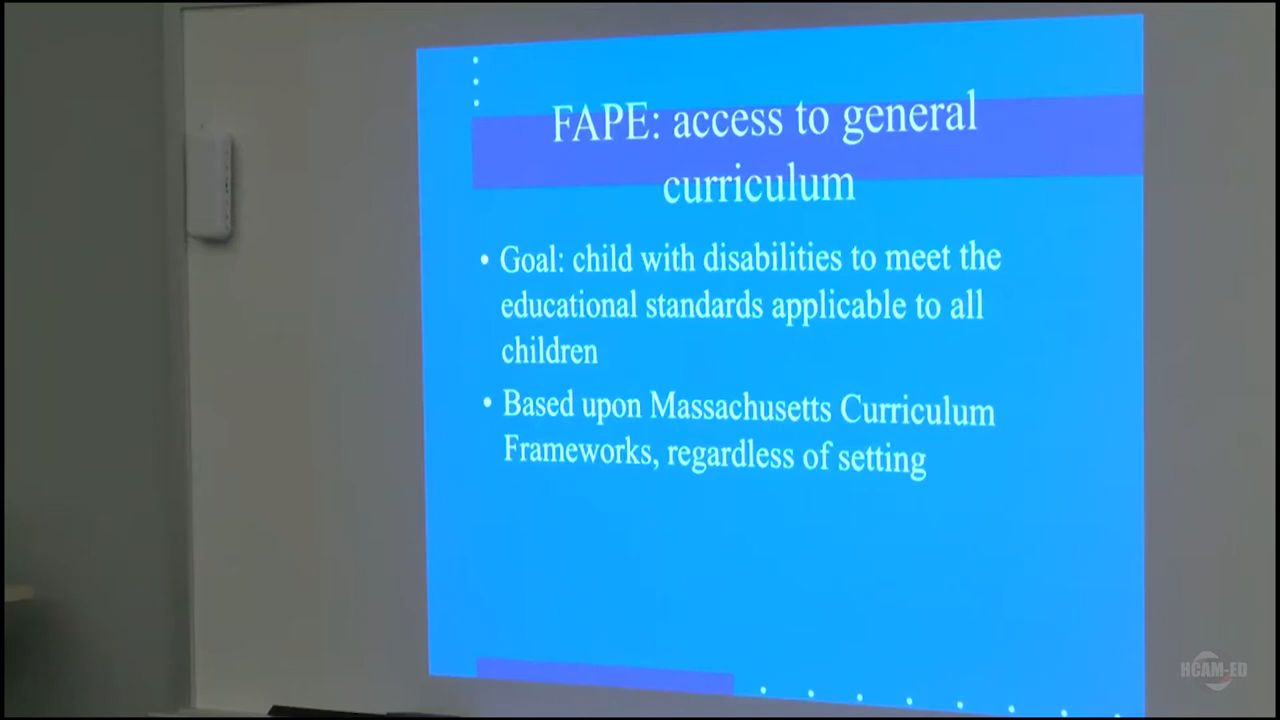 FAPE: access to general
curriculum
• Goal: child with disabilities to meet the
educational standards applicable to all
children
• Based upon Massachusetts Curriculum
Frameworks, regardless of setting
HCAM-ED